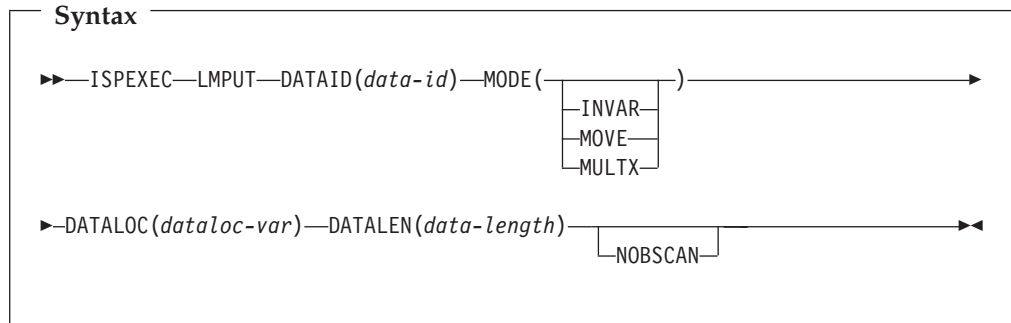 Syntax
ISPEXEC LMPUT DATAID(data-id) MODE( )
INVAR
MOVE
MULTX
DATALOC(dataloc-var) DATALEN(data-length)
NOBSCAN